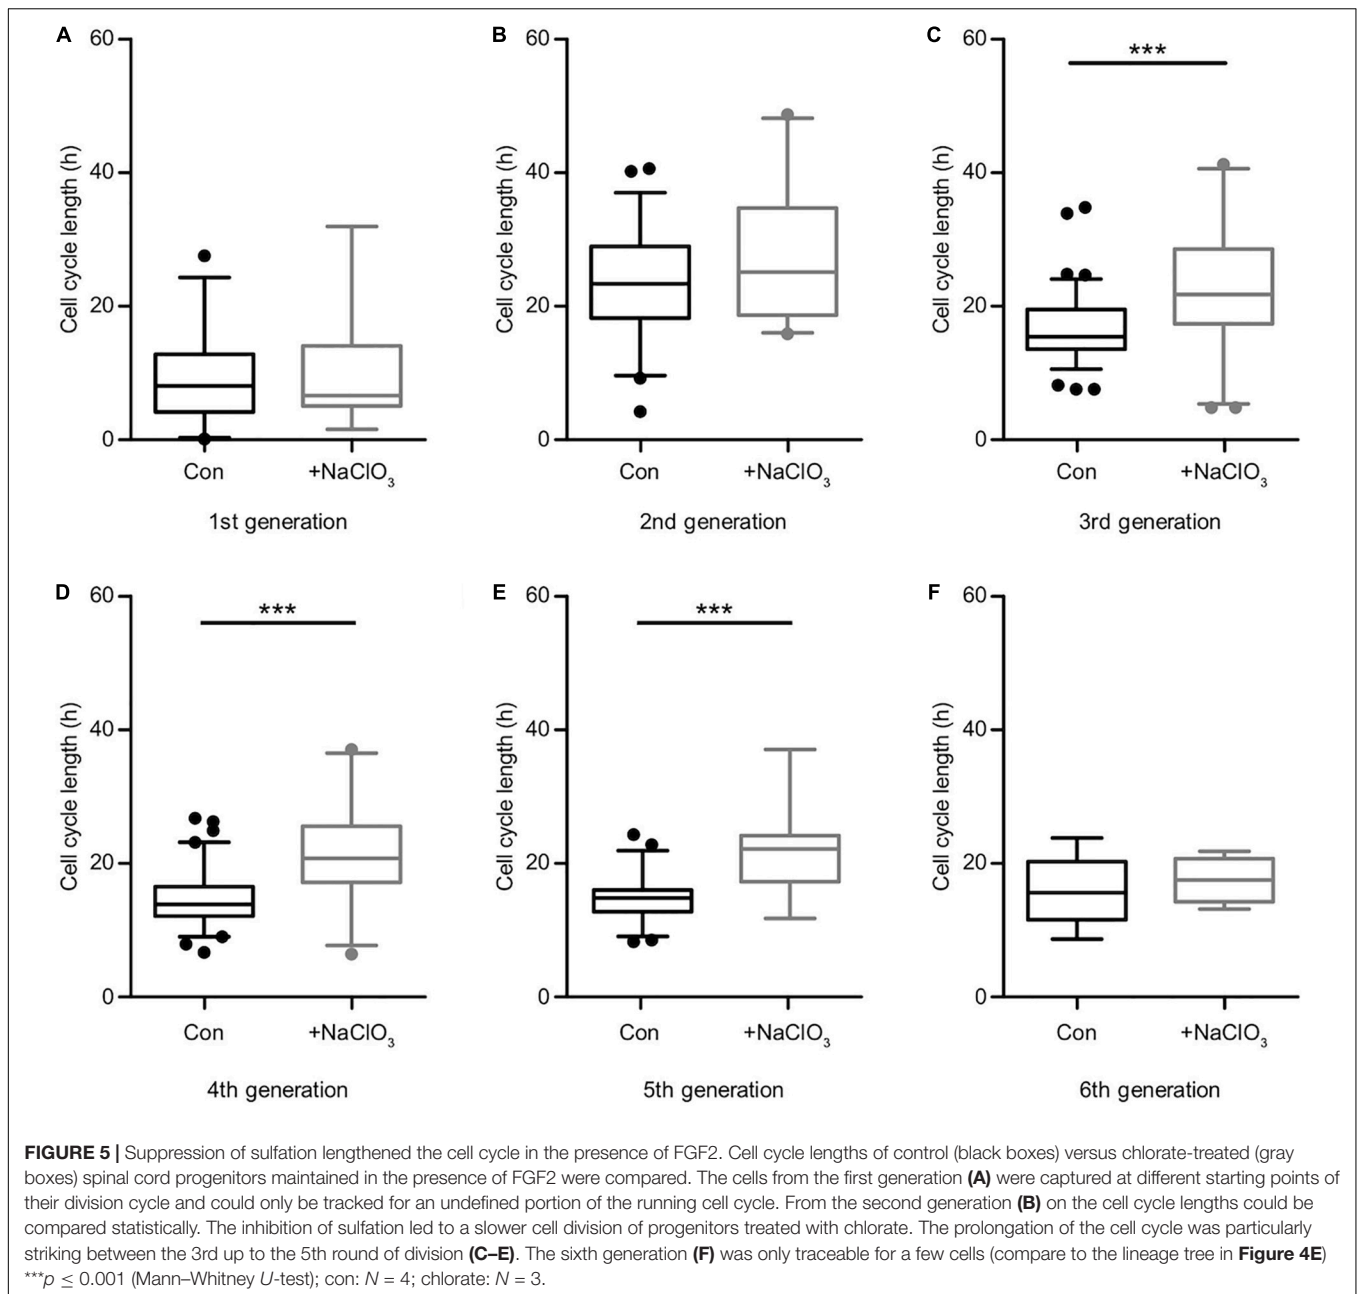 A
60
40
20
0
Cell cycle length (h)
Con
+NaClO₃
1st generation
B
60
40
20
0
Cell cycle length (h)
Con
+NaClO₃
2nd generation
C
60
40
20
0
Cell cycle length (h)
***
Con
+NaClO₃
3rd generation
D
60
40
20
0
Cell cycle length (h)
***
Con
+NaClO₃
4th generation
E
60
40
20
0
Cell cycle length (h)
***
Con
+NaClO₃
5th generation
F
60
40
20
0
Cell cycle length (h)
Con
+NaClO₃
6th generation
FIGURE 5 | Suppression of sulfation lengthened the cell cycle in the presence of FGF2. Cell cycle lengths of control (black boxes) versus chlorate-treated (gray
boxes) spinal cord progenitors maintained in the presence of FGF2 were compared. The cells from the first generation (A) were captured at different starting points of
their division cycle and could only be tracked for an undefined portion of the running cell cycle. From the second generation (B) on the cell cycle lengths could be
compared statistically. The inhibition of sulfation led to a slower cell division of progenitors treated with chlorate. The prolongation of the cell cycle was particularly
striking between the 3rd up to the 5th round of division (C–E). The sixth generation (F) was only traceable for a few cells (compare to the lineage tree in Figure 4E)
***p ≤ 0.001 (Mann–Whitney U-test); con: N = 4; chlorate: N = 3.